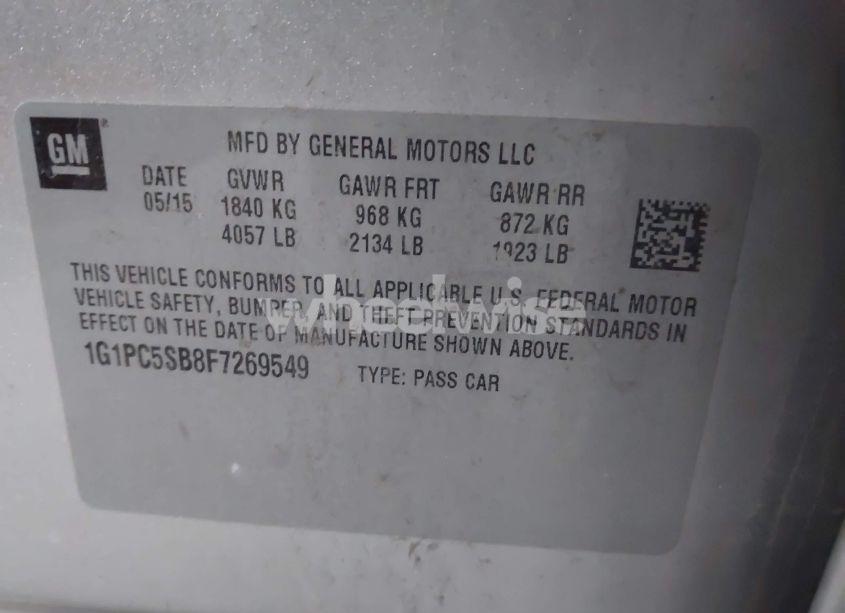 GM
MFD BY GENERAL MOTORS LLC
DATE GVWR GAWR FRT GAWR RR
05/15 1840 KG 968 KG 872 KG
4057 LB 2134 LB 1923 LB
THIS VEHICLE CONFORMS TO ALL APPLICABLE U.S. FEDERAL MOTOR
VEHICLE SAFETY, BUMPER, AND THEFT PREVENTION STANDARDS IN
EFFECT ON THE DATE OF MANUFACTURE SHOWN ABOVE.
1G1PC5SB8F7269549 TYPE: PASS CAR
wheelwise